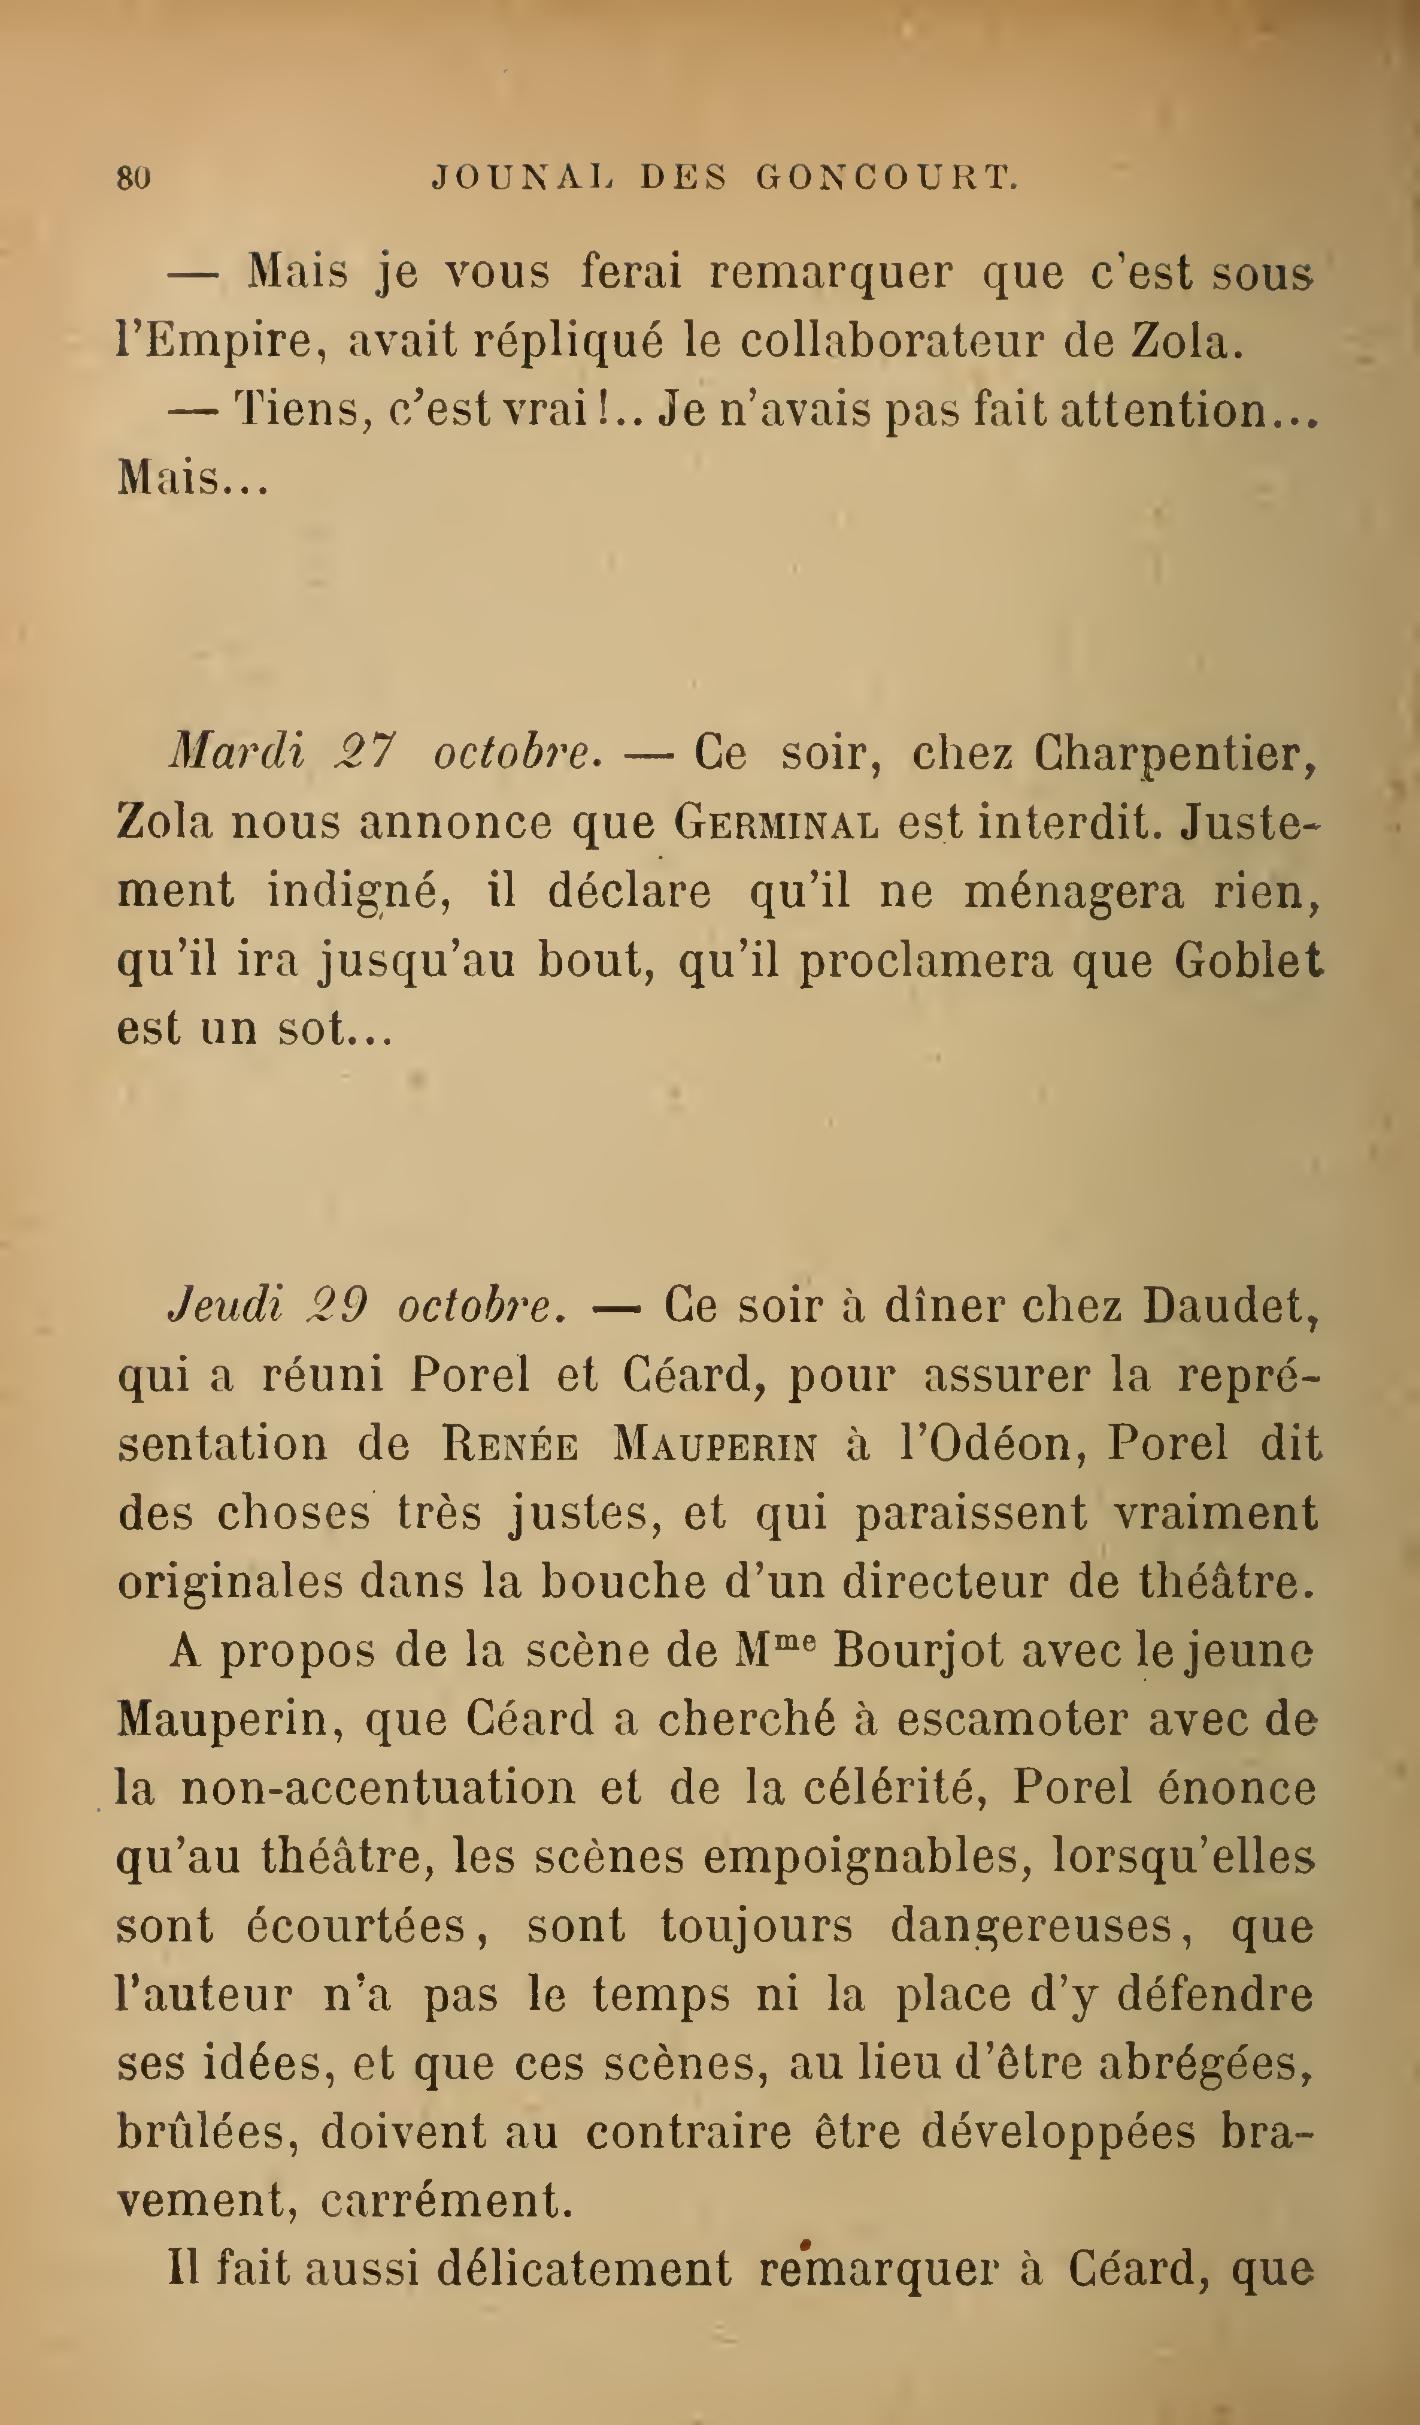 80 JOUNAL DES GONCOURT.
— Mais je vous ferai remarquer que c'est sous
l'Empire, avait répliqué le collaborateur de Zola.
— Tiens, c'est vrai!.. Je n'avais pas fait attention...
Mais...
Mardi 27 octobre. — Ce soir, chez Charpentier,
Zola nous annonce que GERMINAL est interdit. Juste-
ment indigné, il déclare qu'il ne ménagera rien,
qu'il ira jusqu'au bout, qu'il proclamera que Goblet
est un sot...
Jeudi 29 octobre. — Ce soir à dîner chez Daudet,
qui a réuni Porel et Céard, pour assurer la repré-
sentation de RENÉE MAUPERIN à l'Odéon, Porel dit
des choses très justes, et qui paraissent vraiment
originales dans la bouche d'un directeur de théâtre.
A propos de la scène de Mme Bourjot avec le jeune
Mauperin, que Céard a cherché à escamoter avec de
la non-accentuation et de la célérité, Porel énonce
qu'au théâtre, les scènes empoignables, lorsqu'elles
sont écourtées, sont toujours dangereuses, que
l'auteur n'a pas le temps ni la place d'y défendre
ses idées, et que ces scènes, au lieu d'être abrégées,
brûlées, doivent au contraire être développées bra-
vement, carrément.
Il fait aussi délicatement remarquer à Céard, que